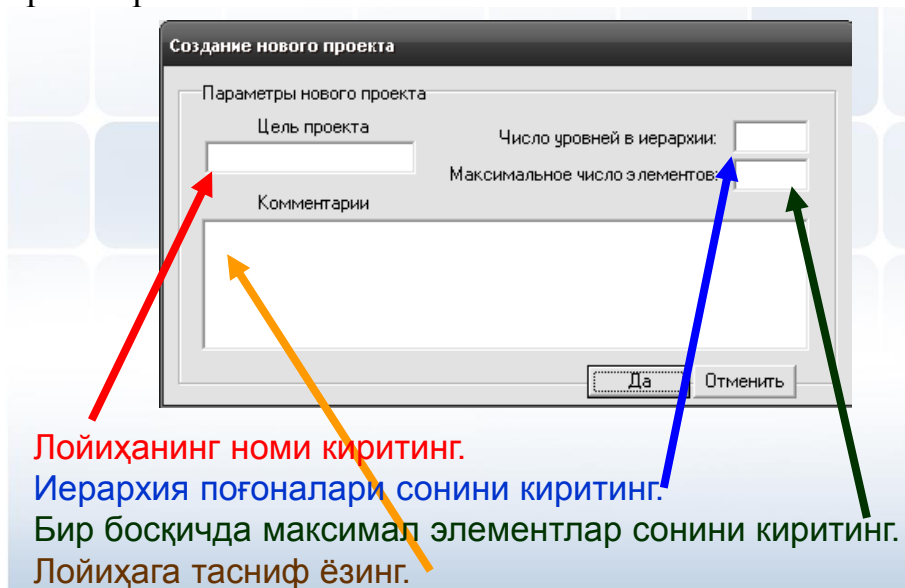 Создание нового проекта
Параметры нового проекта
Цель проекта
Число уровней в иерархии:
Максимальное число элементов:
Комментарии
Да
Отменить
Лойиҳанинг номи киритинг.
Иерархия поғоналари сонини киритинг.
Бир босқичда максимал элементлар сонини киритинг.
Лойиҳага тасниф ёзинг.